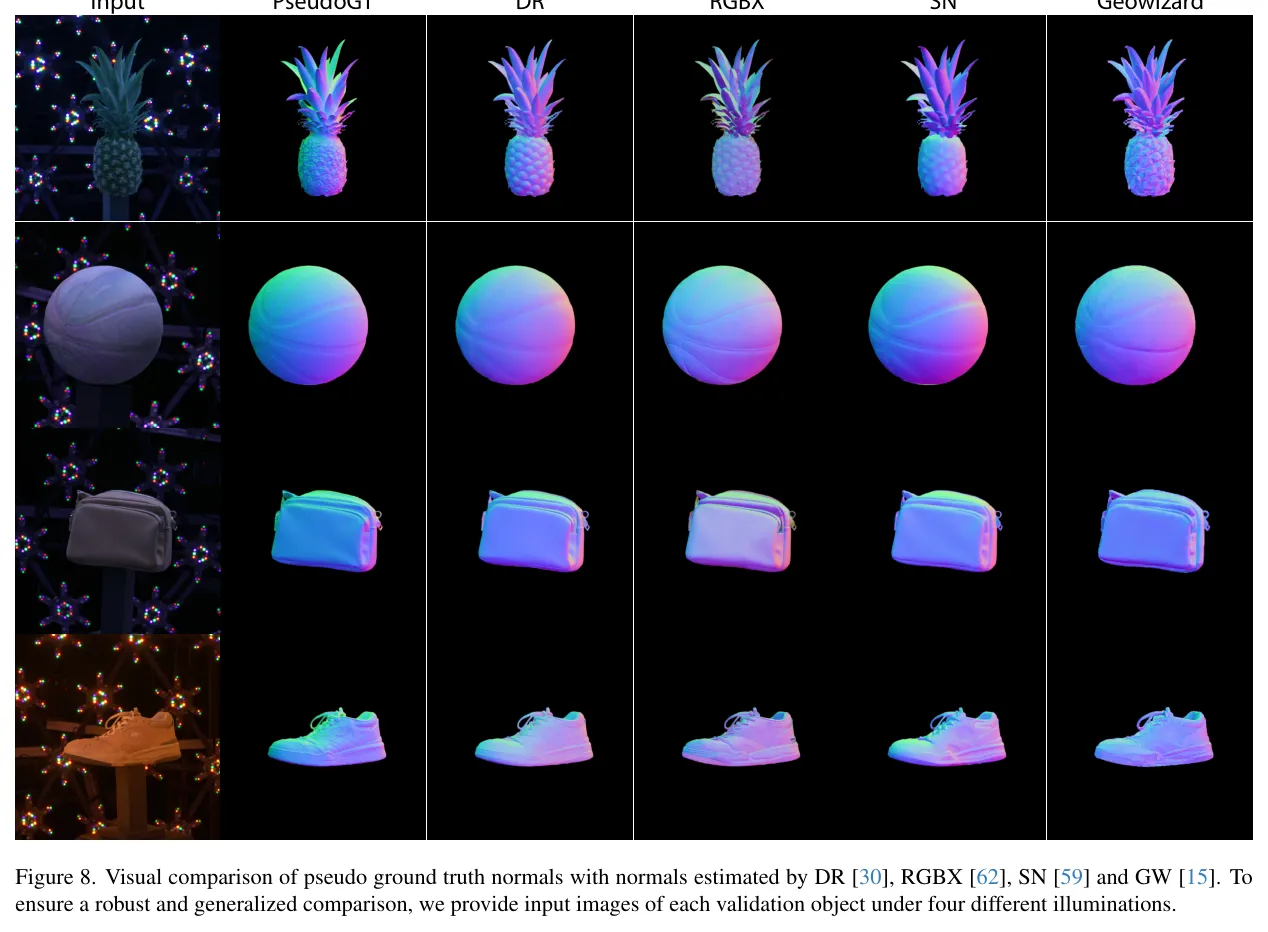 Input PseudoGT DR RGBX SN Geowizard
Figure 8. Visual comparison of pseudo ground truth normals with normals estimated by DR [30], RGBX [62], SN [59] and GW [15]. To
ensure a robust and generalized comparison, we provide input images of each validation object under four different illuminations.